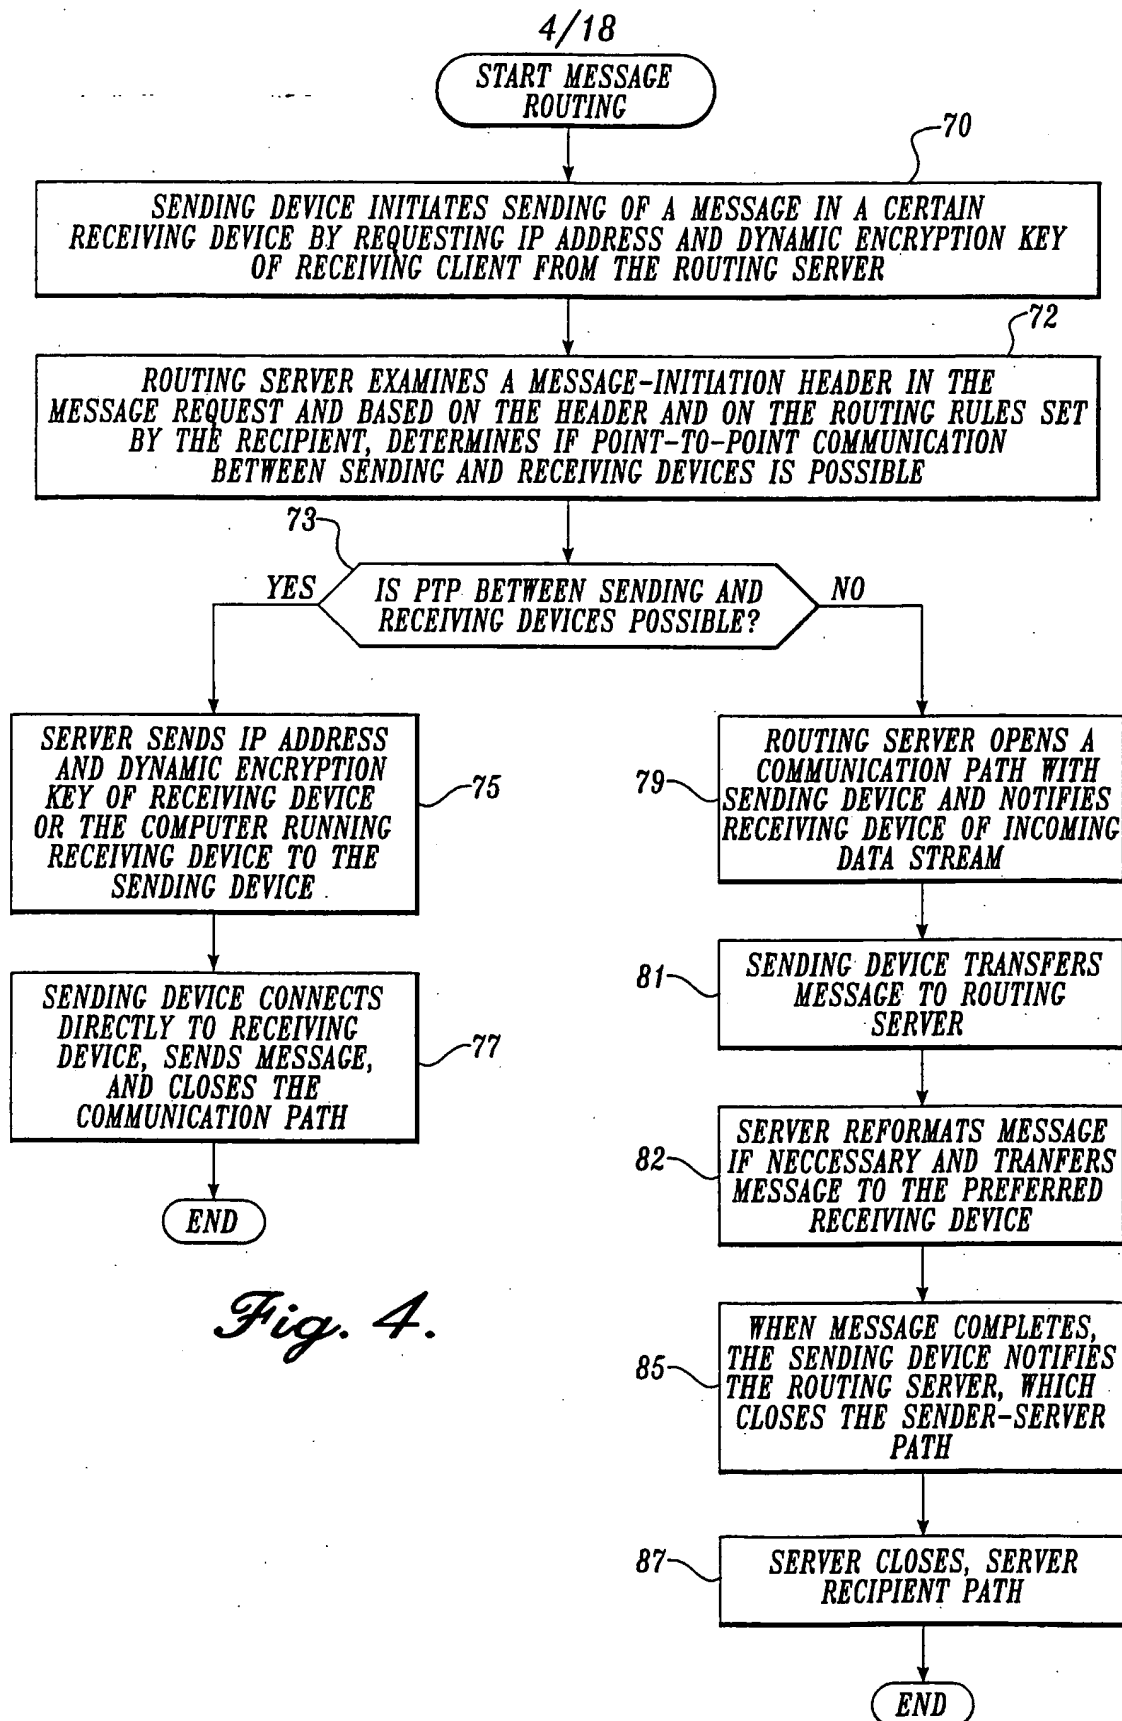 4/18
START MESSAGE
ROUTING
70
SENDING DEVICE INITIATES SENDING OF A MESSAGE IN A CERTAIN
RECEIVING DEVICE BY REQUESTING IP ADDRESS AND DYNAMIC ENCRYPTION KEY
OF RECEIVING CLIENT FROM THE ROUTING SERVER
72
ROUTING SERVER EXAMINES A MESSAGE-INITIATION HEADER IN THE
MESSAGE REQUEST AND BASED ON THE HEADER AND ON THE ROUTING RULES SET
BY THE RECIPIENT, DETERMINES IF POINT-TO-POINT COMMUNICATION
BETWEEN SENDING AND RECEIVING DEVICES IS POSSIBLE
73
YES
IS PTP BETWEEN SENDING AND
RECEIVING DEVICES POSSIBLE?
NO
SERVER SENDS IP ADDRESS
AND DYNAMIC ENCRYPTION
KEY OF RECEIVING DEVICE
OR THE COMPUTER RUNNING
RECEIVING DEVICE TO THE
SENDING DEVICE
75
SENDING DEVICE CONNECTS
DIRECTLY TO RECEIVING
DEVICE, SENDS MESSAGE,
AND CLOSES THE
COMMUNICATION PATH
77
END
79
ROUTING SERVER OPENS A
COMMUNICATION PATH WITH
SENDING DEVICE AND NOTIFIES
RECEIVING DEVICE OF INCOMING
DATA STREAM
81
SENDING DEVICE TRANSFERS
MESSAGE TO ROUTING
SERVER
82
SERVER REFORMATS MESSAGE
IF NECCESSARY AND TRANFERS
MESSAGE TO THE PREFERRED
RECEIVING DEVICE
85
WHEN MESSAGE COMPLETES,
THE SENDING DEVICE NOTIFIES
THE ROUTING SERVER, WHICH
CLOSES THE SENDER-SERVER
PATH
87
SERVER CLOSES, SERVER
RECIPIENT PATH
END
Fig. 4.